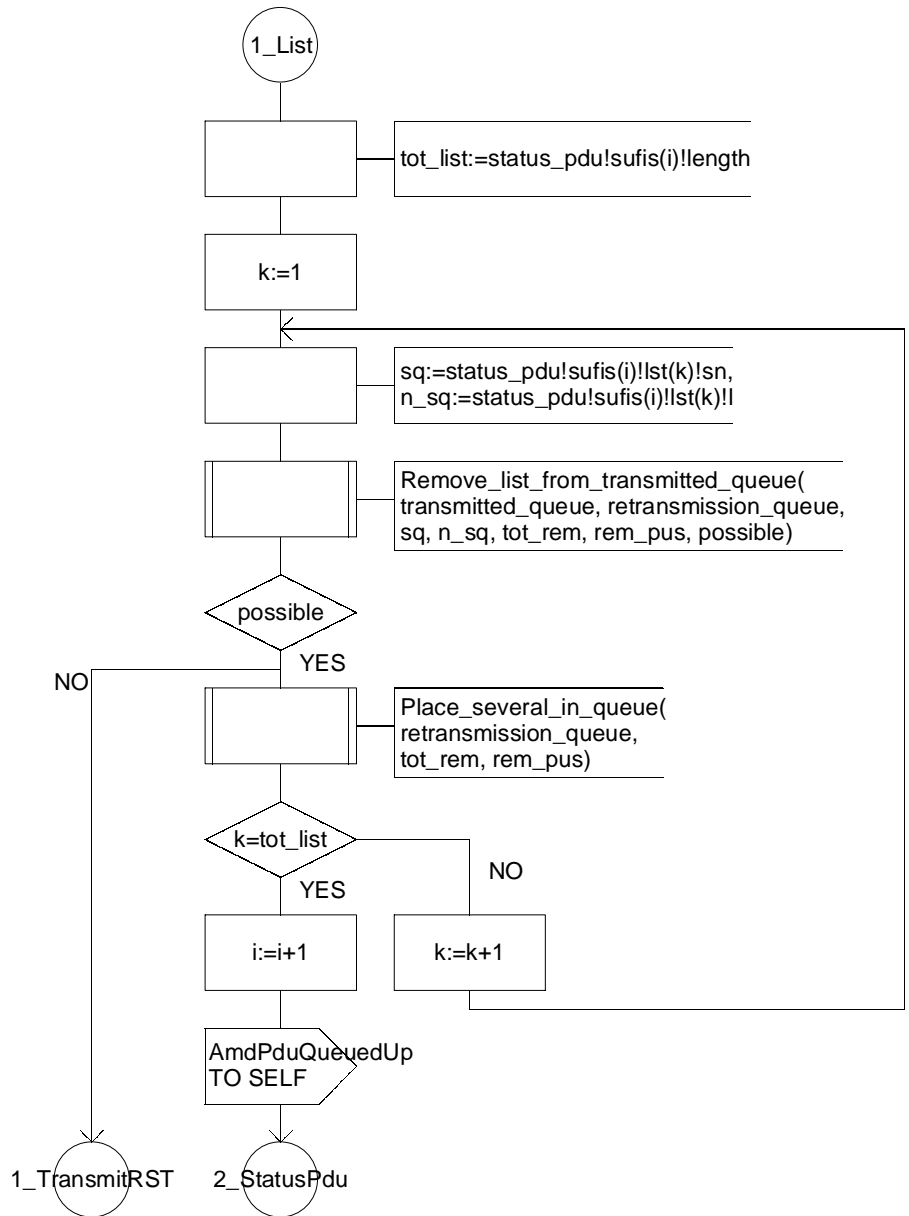 1_List
tot_list:=status_pdu!sufis(i)!length
k:=1
sq:=status_pdu!sufis(i)!lst(k)!sn,
n_sq:=status_pdu!sufis(i)!lst(k)!l
Remove_list_from_transmitted_queue(
transmitted_queue, retransmission_queue,
sq, n_sq, tot_rem, rem_pus, possible)
possible
YES
NO
Place_several_in_queue(
retransmission_queue,
tot_rem, rem_pus)
k=tot_list
NO
YES
i:=i+1
k:=k+1
AmdPduQueuedUp
TO SELF
1_TransmitRST
2_StatusPdu